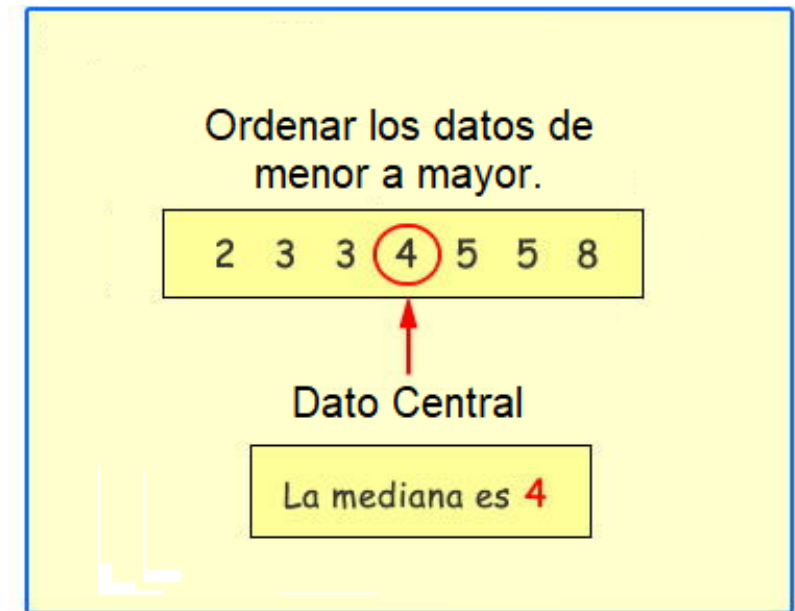 Ordenar los datos de
menor a mayor.
2 3 3 4 5 5 8
Dato Central
La mediana es 4